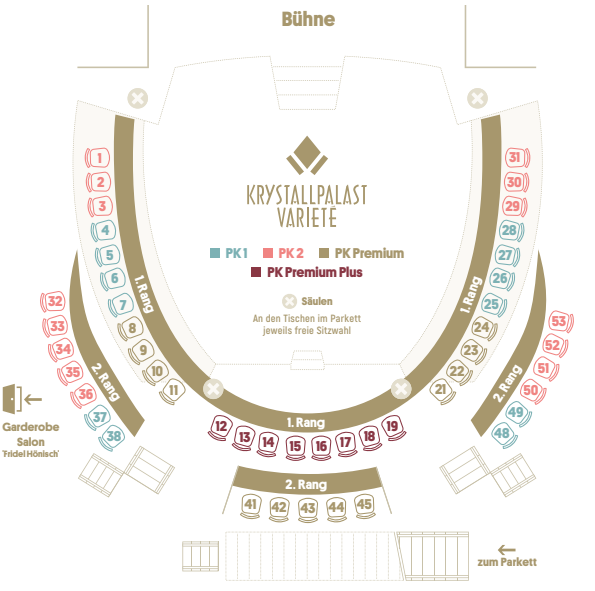 Bühne
KRYSTALLPALAST
VARIETÉ
PK 1 PK 2 PK Premium
PK Premium Plus
Säulen
An den Tischen im Parkett
jeweils freie Sitzwahl
1
2
3
4
5
6
7
8
9
10
11
1. Rang
31
30
29
28
27
26
25
24
23
22
21
1. Rang
32
33
34
35
36
37
38
2. Rang
53
52
51
50
49
48
2. Rang
Garderobe
Salon
'Fridel Hönisch'
1. Rang
12 13 14 15 16 17 18 19
2. Rang
41 42 43 44 45
zum Parkett